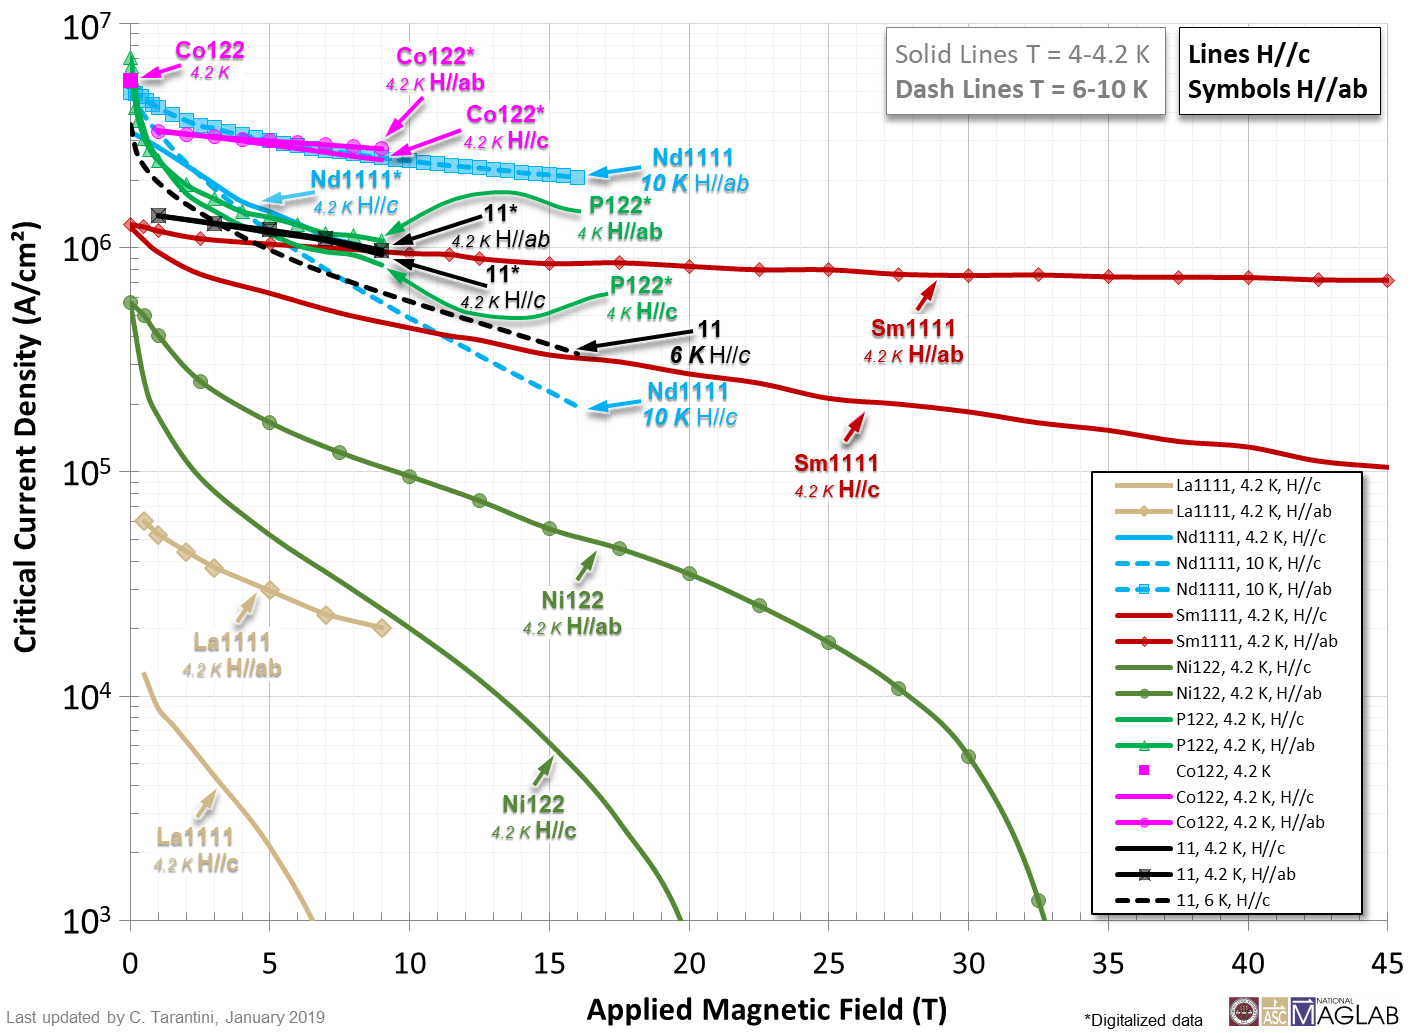 10⁷
10⁶
10⁵
10⁴
10³
Critical Current Density (A/cm²)
0 5 10 15 20 25 30 35 40 45
Applied Magnetic Field (T)
Solid Lines T = 4-4.2 K
Dash Lines T = 6-10 K
Lines H//c
Symbols H//ab
Co122
4.2 K
Co122*
4.2 K H//ab
Co122*
4.2 K H//c
Nd1111
10 K H//ab
Nd1111*
4.2 K H//c
P122*
4 K H//ab
11*
4.2 K H//ab
11*
4.2 K H//c
P122*
4 K H//c
11
6 K H//c
Sm1111
4.2 K H//ab
Nd1111
10 K H//c
Sm1111
4.2 K H//c
Ni122
4.2 K H//ab
La1111
4.2 K H//ab
Ni122
4.2 K H//c
La1111
4.2 K H//c
La1111, 4.2 K, H//c
La1111, 4.2 K, H//ab
Nd1111, 4.2 K, H//c
Nd1111, 10 K, H//c
Nd1111, 10 K, H//ab
Sm1111, 4.2 K, H//c
Sm1111, 4.2 K, H//ab
Ni122, 4.2 K, H//c
Ni122, 4.2 K, H//ab
P122, 4.2 K, H//c
P122, 4.2 K, H//ab
Co122, 4.2 K
Co122, 4.2 K, H//c
Co122, 4.2 K, H//ab
11, 4.2 K, H//c
11, 4.2 K, H//ab
11, 6 K, H//c
Last updated by C. Tarantini, January 2019
*Digitalized data
ASC
NATIONAL
MAGLAB